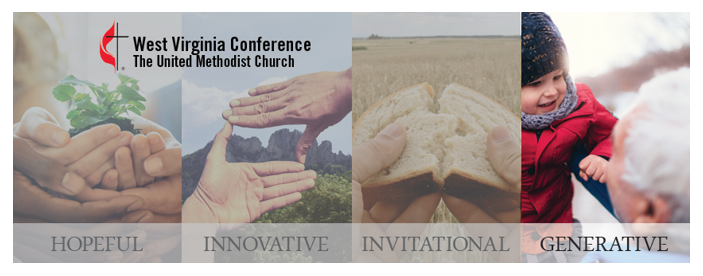 West Virginia Conference
The United Methodist Church
HOPEFUL
INNOVATIVE
INVITATIONAL
GENERATIVE